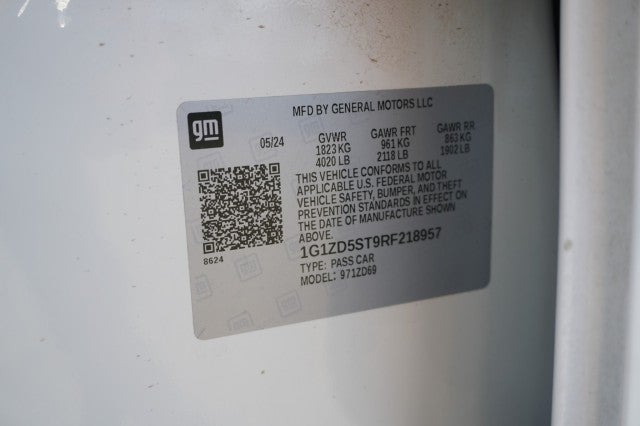 MFD BY GENERAL MOTORS LLC
gm
05/24 GVWR GAWR FRT GAWR RR
1823 KG 961 KG 863 KG
4020 LB 2118 LB 1902 LB
THIS VEHICLE CONFORMS TO ALL
APPLICABLE U.S. FEDERAL MOTOR
VEHICLE SAFETY, BUMPER, AND THEFT
PREVENTION STANDARDS IN EFFECT ON
THE DATE OF MANUFACTURE SHOWN
ABOVE.
8624
1G1ZD5ST9RF218957
TYPE: PASS CAR
MODEL: 971ZD69